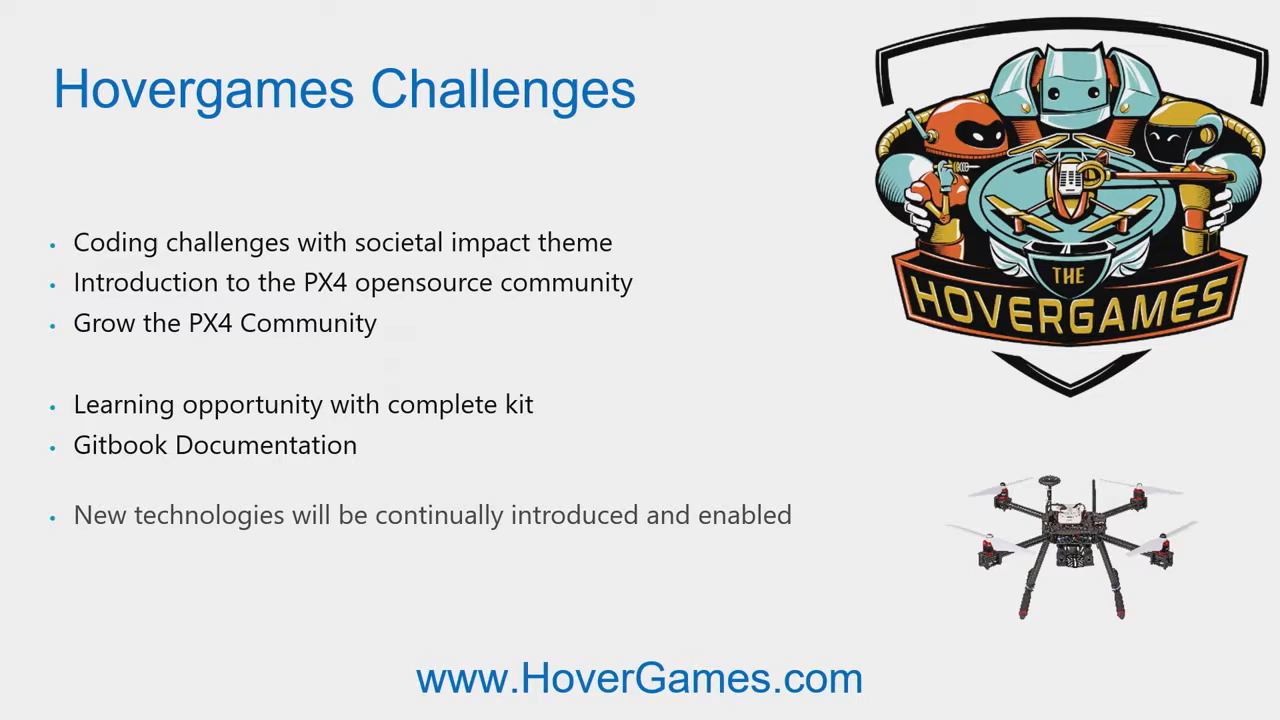 Hovergames Challenges
• Coding challenges with societal impact theme
• Introduction to the PX4 opensource community
• Grow the PX4 Community
• Learning opportunity with complete kit
• Gitbook Documentation
• New technologies will be continually introduced and enabled
THE
HOVERGAMES
www.HoverGames.com